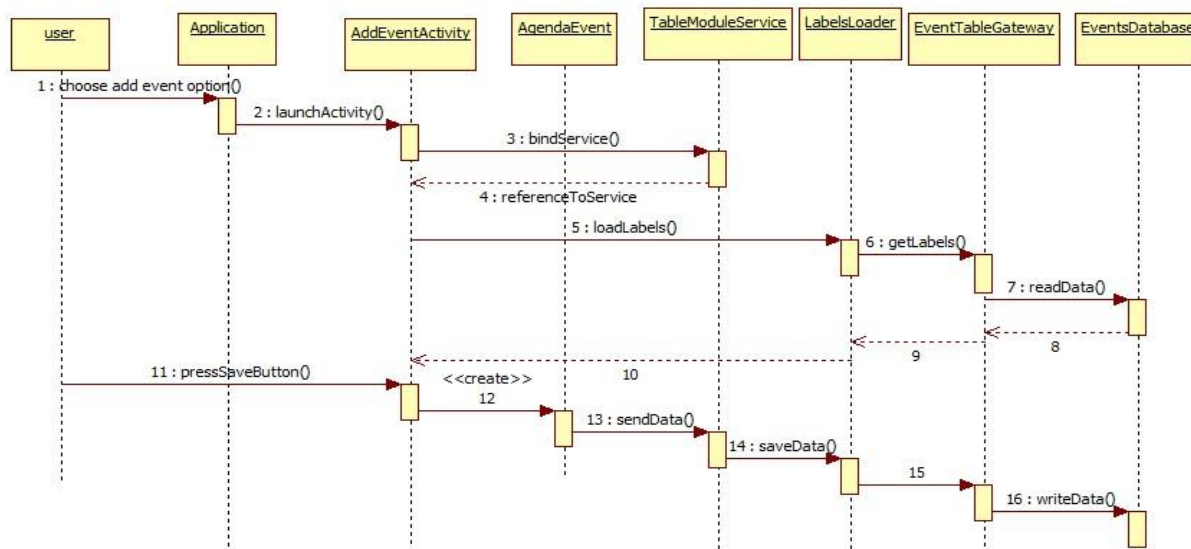 user
Application
AddEventActivity
AgendaEvent
TableModuleService
LabelsLoader
EventTableGateway
EventsDatabase
1 : choose add event option()
2 : launchActivity()
3 : bindService()
4 : referenceToService
5 : loadLabels()
6 : getLabels()
7 : readData()
8
9
10
11 : pressSaveButton()
<<create>>
12
13 : sendData()
14 : saveData()
15
16 : writeData()